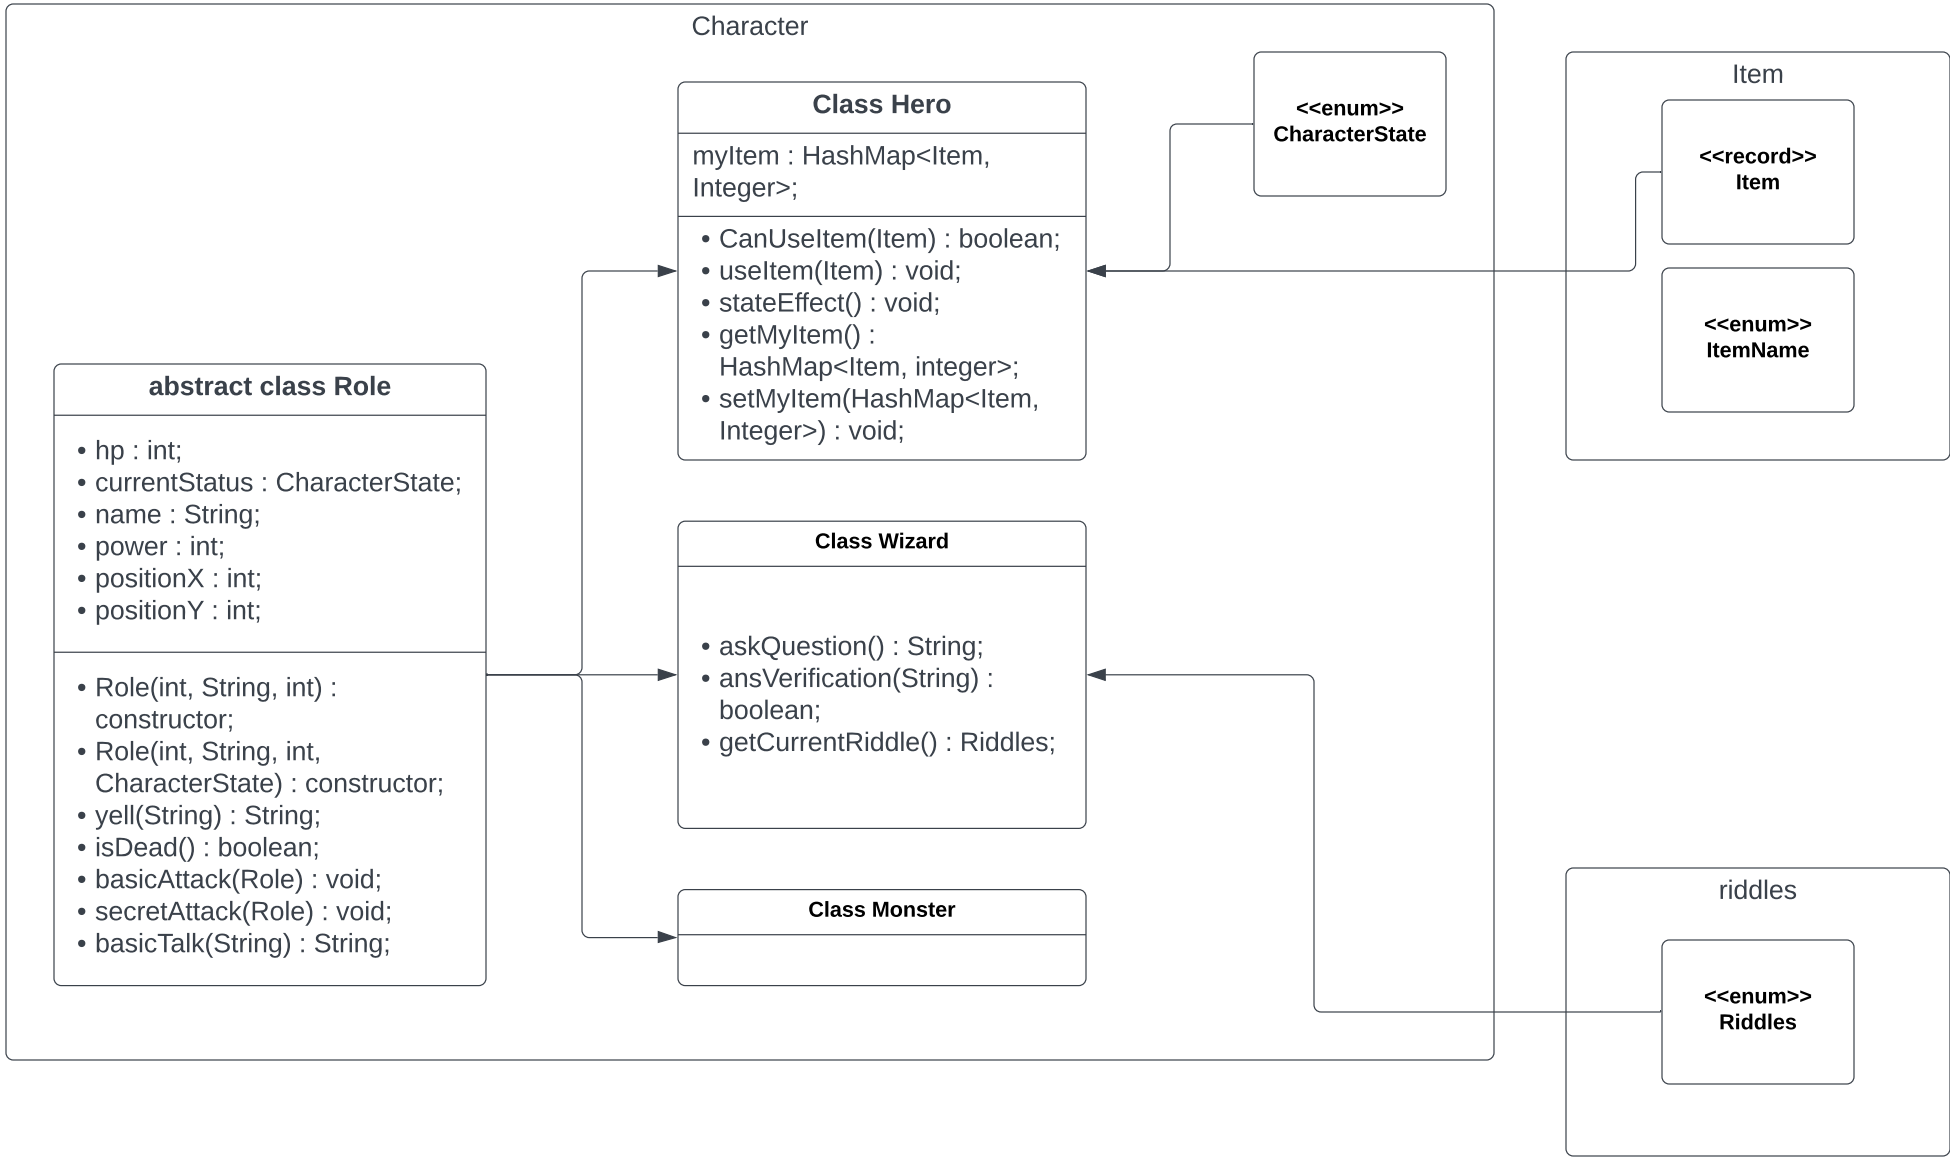 Character
Class Hero
myItem : HashMap<Item,
Integer>;
• CanUseItem(Item) : boolean;
• useItem(Item) : void;
• stateEffect() : void;
• getMyItem() :
HashMap<Item, integer>;
• setMyItem(HashMap<Item,
Integer>) : void;
<<enum>>
CharacterState
Item
<<record>>
Item
<<enum>>
ItemName
abstract class Role
• hp : int;
• currentStatus : CharacterState;
• name : String;
• power : int;
• positionX : int;
• positionY : int;
• Role(int, String, int) :
constructor;
• Role(int, String, int,
CharacterState) : constructor;
• yell(String) : String;
• isDead() : boolean;
• basicAttack(Role) : void;
• secretAttack(Role) : void;
• basicTalk(String) : String;
Class Wizard
• askQuestion() : String;
• ansVerification(String) :
boolean;
• getCurrentRiddle() : Riddles;
Class Monster
riddles
<<enum>>
Riddles